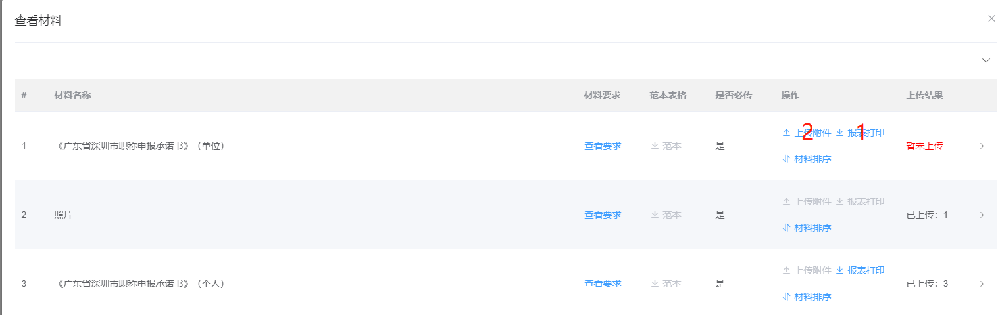 查看材料
# 材料名称 材料要求 范本表格 是否必传 操作 上传结果
2 1
上传附件 报表打印
1 《广东省深圳市职称申报承诺书》（单位） 查看要求 范本 是 暂未上传
材料排序
上传附件 报表打印
2 照片 查看要求 范本 是 已上传：1
材料排序
上传附件 报表打印
3 《广东省深圳市职称申报承诺书》（个人） 查看要求 范本 是 已上传：3
材料排序